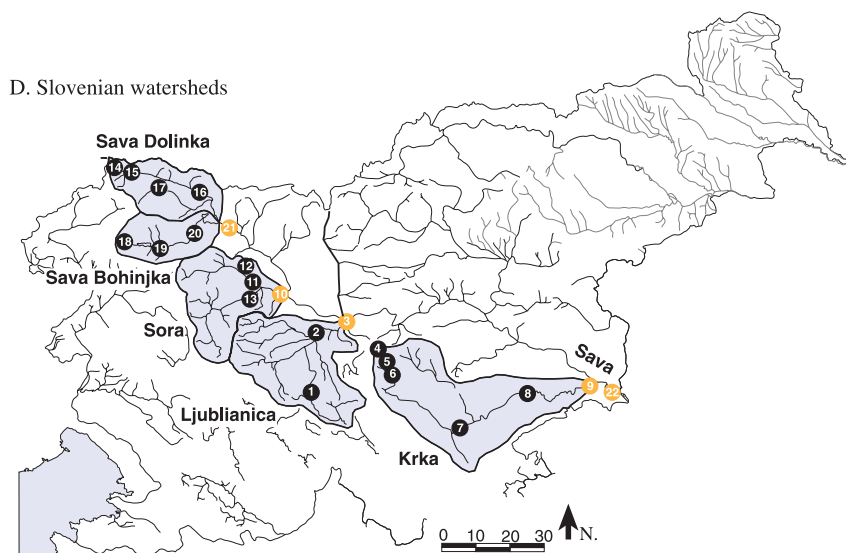 D. Slovenian watersheds
Sava Dolinka
14
15
17
16
21
18
19
20
Sava Bohinjka
12
11
10
13
Sora
3
2
4
5
6
Sava
1
9
22
8
Ljublianica
7
Krka
N.
0 10 20 30